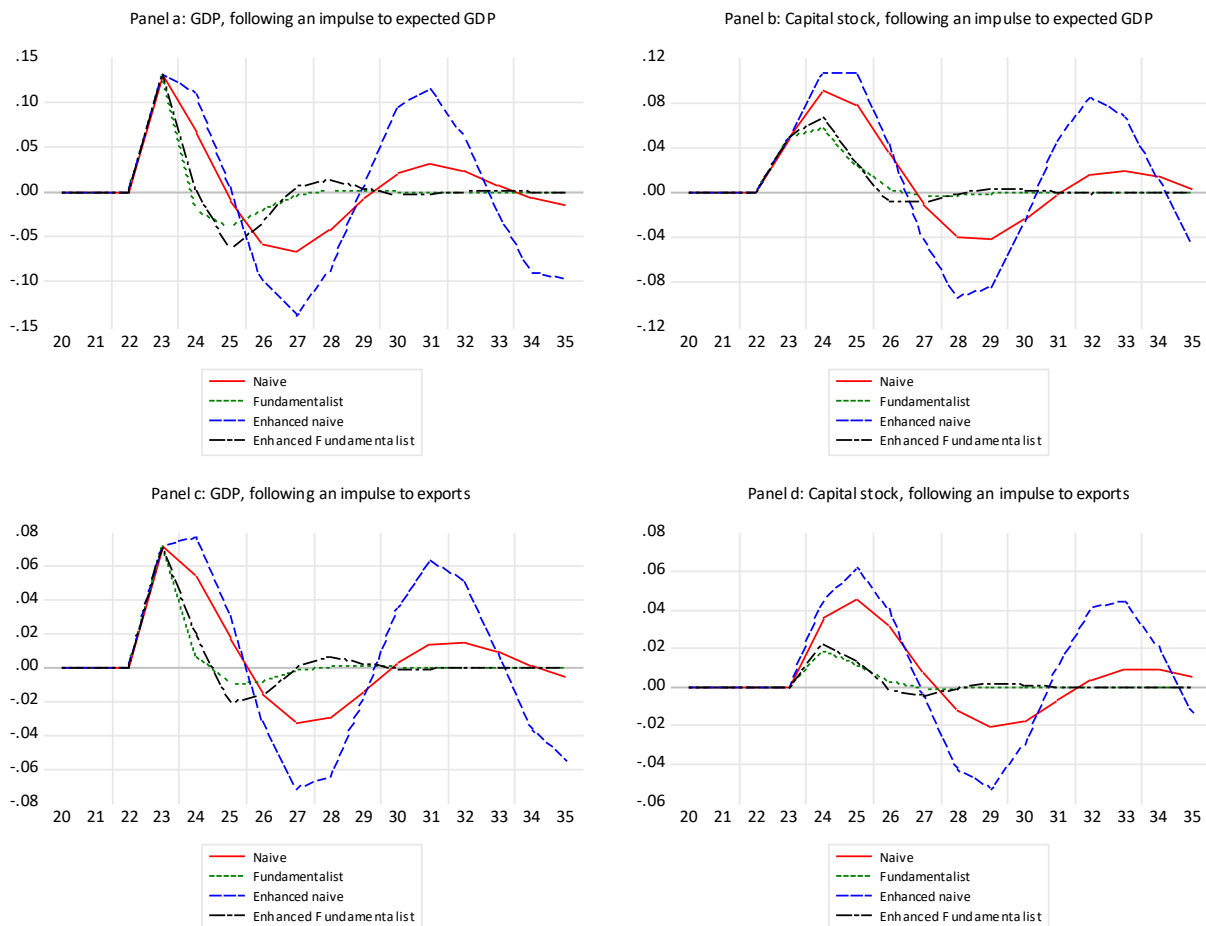 Panel a: GDP, following an impulse to expected GDP
.15
.10
.05
.00
-.05
-.10
-.15
20 21 22 23 24 25 26 27 28 29 30 31 32 33 34 35
Naive
Fundamentalist
Enhanced naive
Enhanced Fundamentalist
Panel b: Capital stock, following an impulse to expected GDP
.12
.08
.04
.00
-.04
-.08
-.12
20 21 22 23 24 25 26 27 28 29 30 31 32 33 34 35
Naive
Fundamentalist
Enhanced naive
Enhanced Fundamentalist
Panel c: GDP, following an impulse to exports
.08
.06
.04
.02
.00
-.02
-.04
-.06
-.08
20 21 22 23 24 25 26 27 28 29 30 31 32 33 34 35
Naive
Fundamentalist
Enhanced naive
Enhanced Fundamentalist
Panel d: Capital stock, following an impulse to exports
.08
.06
.04
.02
.00
-.02
-.04
-.06
20 21 22 23 24 25 26 27 28 29 30 31 32 33 34 35
Naive
Fundamentalist
Enhanced naive
Enhanced Fundamentalist